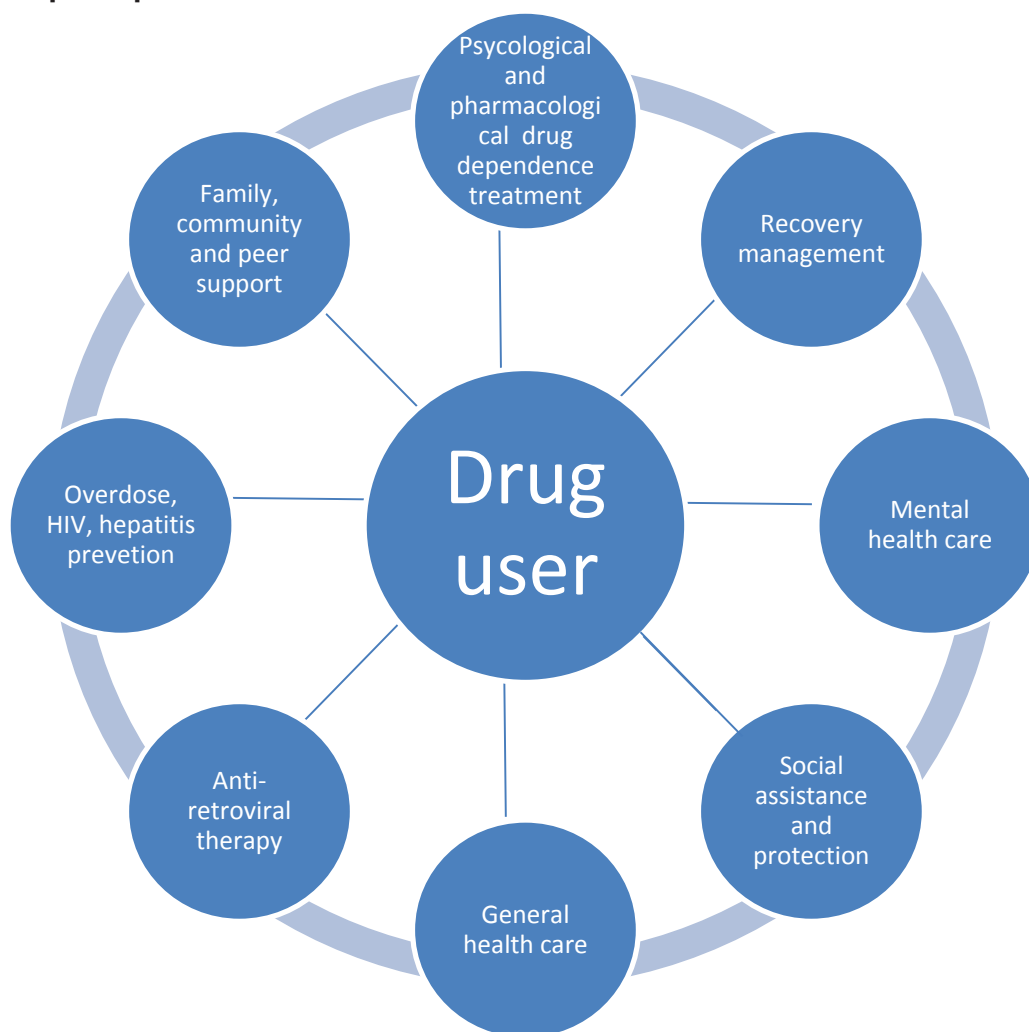 Psycological
and
pharmacologi
cal drug
dependence
treatment
Recovery
management
Mental
health care
Social
assistance
and
protection
General
health care
Anti-
retroviral
therapy
Overdose,
HIV, hepatitis
prevetion
Family,
community
and peer
support
Drug
user